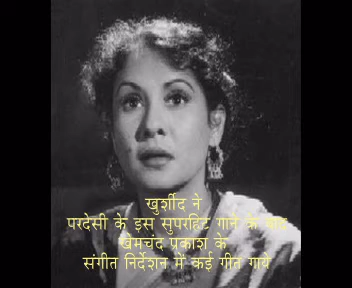 खुर्शीद ने
परदेसी के इस सुपरहिट गाने के बाद
खेमचंद प्रकाश के
संगीत निर्देशन में कई गीत गाये